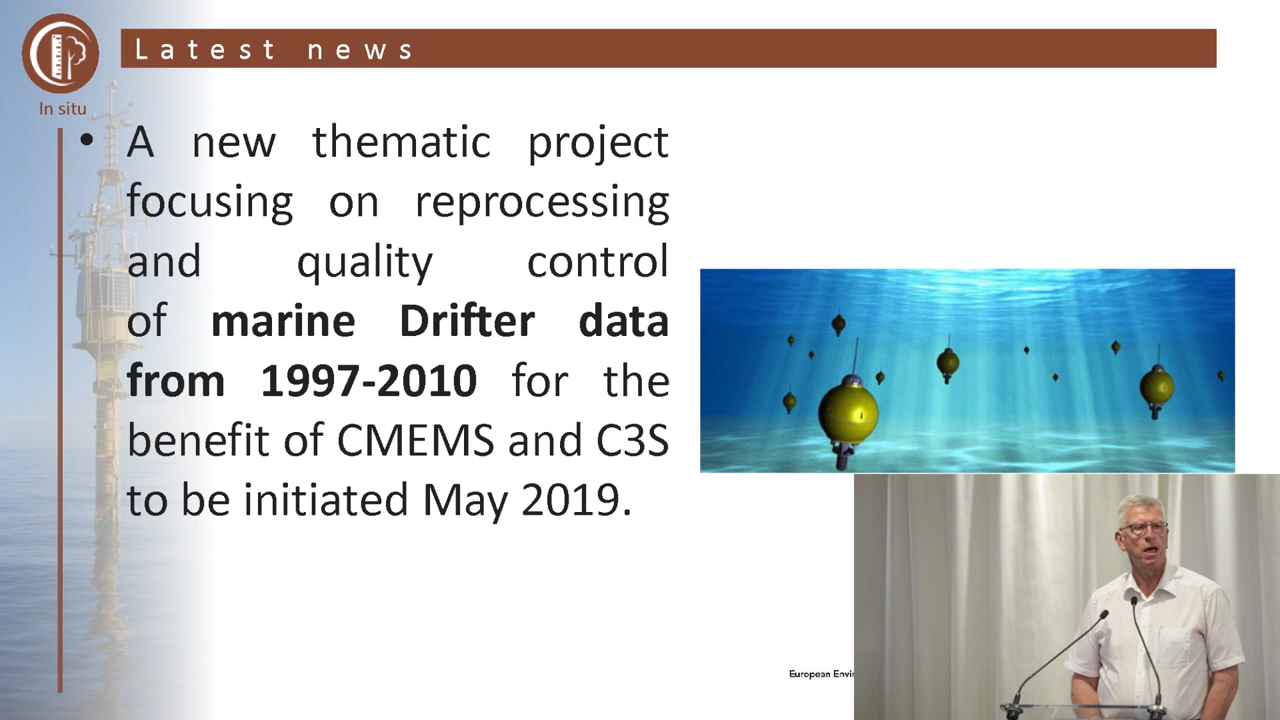 Latest news
In situ
• A new thematic project
focusing on reprocessing
and quality control
of marine Drifter data
from 1997-2010 for the
benefit of CMEMS and C3S
to be initiated May 2019.
European